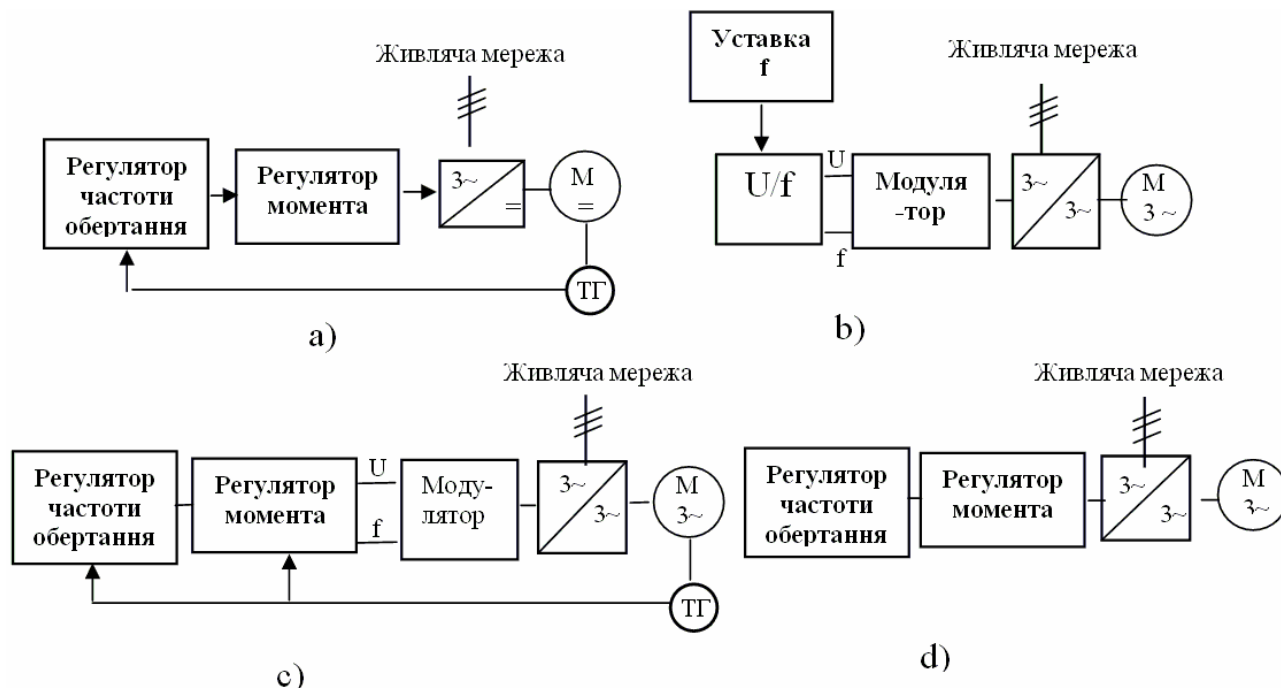 Живляча мережа
Регулятор
частоти
обертання
Регулятор
момента
3~
=
М
=
ТГ
а)
Уставка
f
U/f
U
f
Модуля
-тор
Живляча мережа
3~
3~
М
3 ~
b)
Живляча мережа
Регулятор
частоти
обертання
Регулятор
момента
U
f
Моду-
лятор
3~
3~
М
3~
ТГ
c)
Живляча мережа
Регулятор
частоти
обертання
Регулятор
момента
3~
3~
М
3~
d)